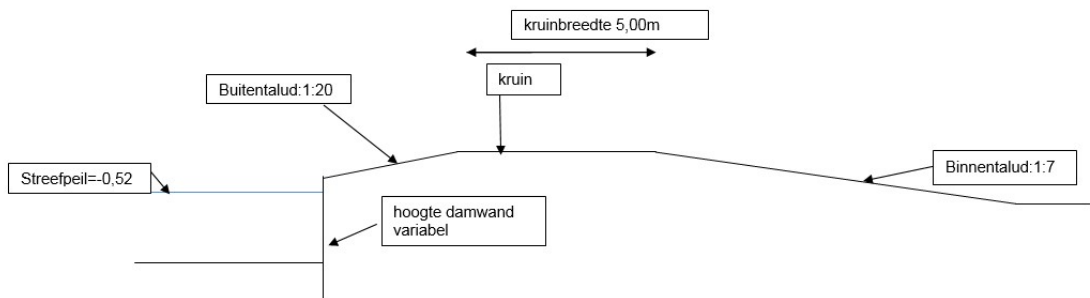 kruinbreedte 5,00m
kruin
Buitentalud:1:20
Streefpeil=-0,52
Binnentalud:1:7
hoogte damwand
variabel